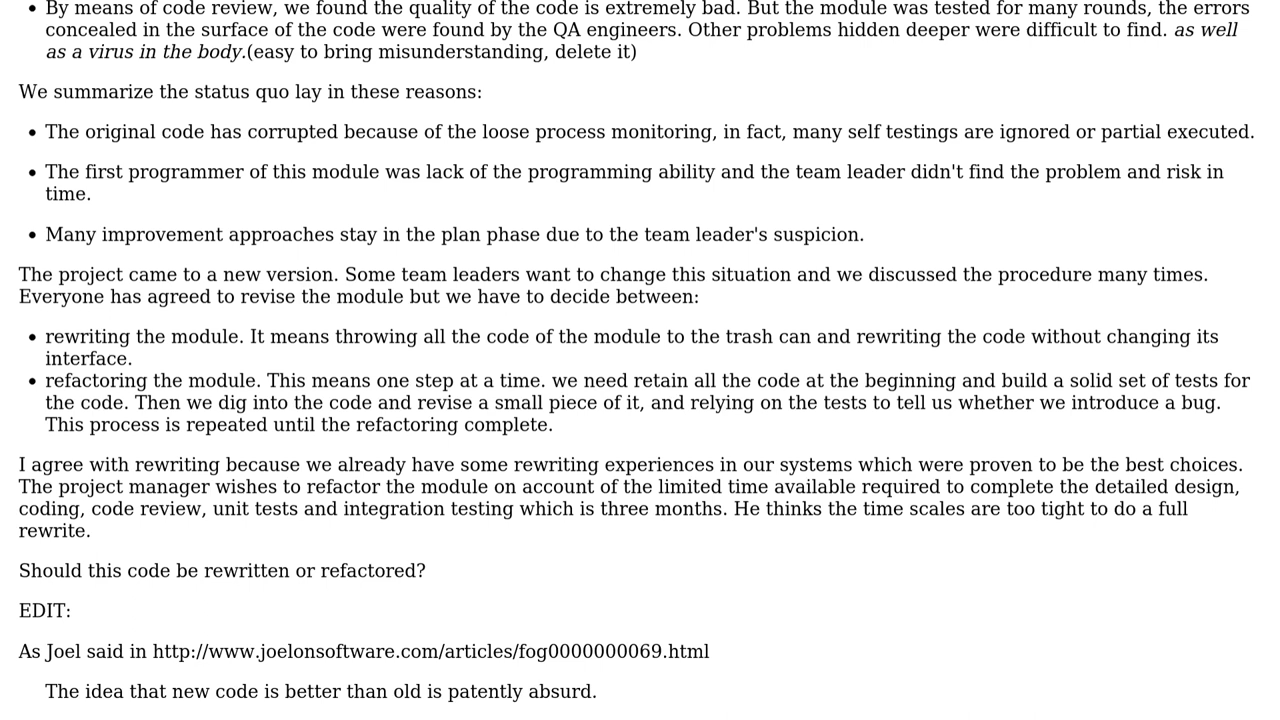 • By means of code review, we found the quality of the code is extremely bad. But the module was tested for many rounds, the errors
concealed in the surface of the code were found by the QA engineers. Other problems hidden deeper were difficult to find. as well
as a virus in the body.(easy to bring misunderstanding, delete it)
We summarize the status quo lay in these reasons:
• The original code has corrupted because of the loose process monitoring, in fact, many self testings are ignored or partial executed.
• The first programmer of this module was lack of the programming ability and the team leader didn't find the problem and risk in
time.
• Many improvement approaches stay in the plan phase due to the team leader's suspicion.
The project came to a new version. Some team leaders want to change this situation and we discussed the procedure many times.
Everyone has agreed to revise the module but we have to decide between:
• rewriting the module. It means throwing all the code of the module to the trash can and rewriting the code without changing its
interface.
• refactoring the module. This means one step at a time. we need retain all the code at the beginning and build a solid set of tests for
the code. Then we dig into the code and revise a small piece of it, and relying on the tests to tell us whether we introduce a bug.
This process is repeated until the refactoring complete.
I agree with rewriting because we already have some rewriting experiences in our systems which were proven to be the best choices.
The project manager wishes to refactor the module on account of the limited time available required to complete the detailed design,
coding, code review, unit tests and integration testing which is three months. He thinks the time scales are too tight to do a full
rewrite.
Should this code be rewritten or refactored?
EDIT:
As Joel said in http://www.joelonsoftware.com/articles/fog0000000069.html
The idea that new code is better than old is patently absurd.